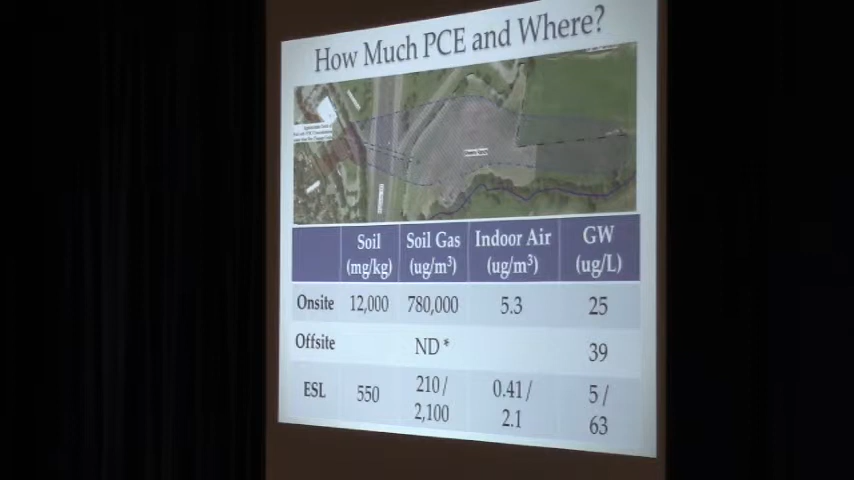 How Much PCE and Where?
Soil Soil Gas Indoor Air GW
(mg/kg) (ug/m³) (ug/m³) (ug/L)
Onsite 12,000 780,000 5.3 25
Offsite ND * 39
ESL 550 210/ 0.41/ 5/
2,100 2.1 63